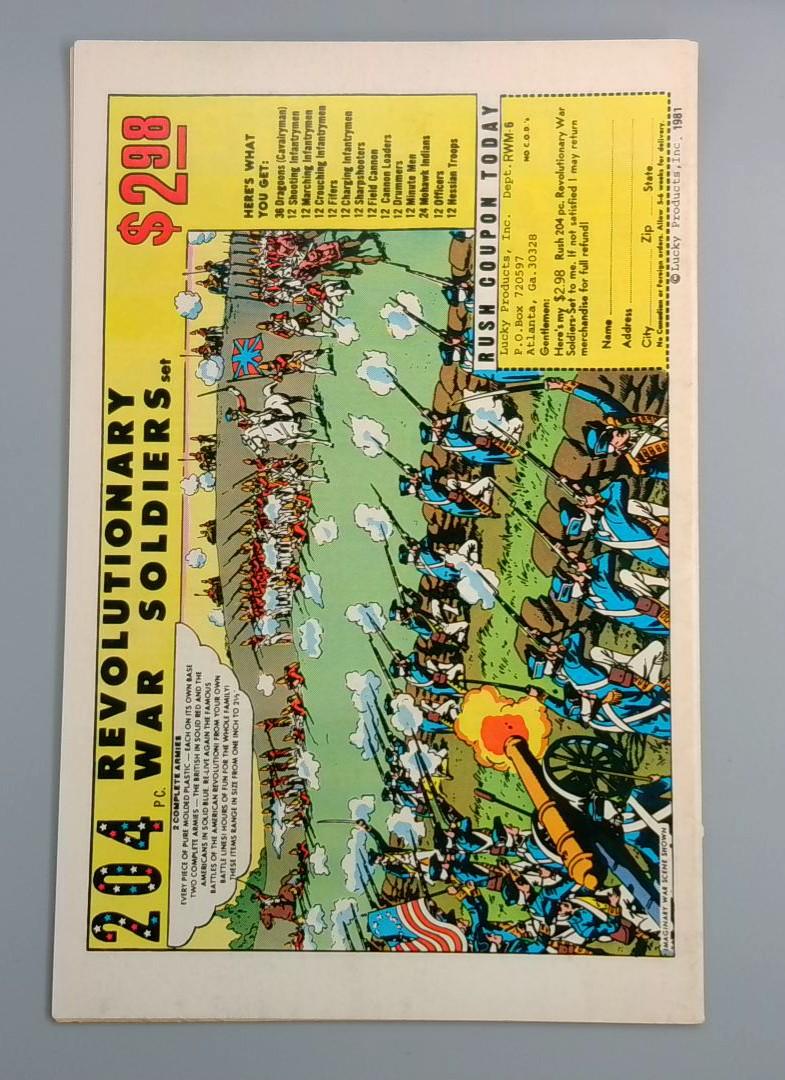 204 PC. REVOLUTIONARY
WAR SOLDIERS set
$2.98
2 COMPLETE ARMIES
EVERY PIECE OF PURE MOLDED PLASTIC — EACH ON ITS OWN BASE
TWO COMPLETE ARMIES — THE BRITISH IN SOLID RED AND THE
AMERICANS IN SOLID BLUE. RE-LIVE AGAIN THE FAMOUS
BATTLES OF THE AMERICAN REVOLUTION! FROM YOUR OWN
BATTLE LINES! HOURS OF FUN FOR THE WHOLE FAMILY!
THESE ITEMS RANGE IN SIZE FROM ONE INCH TO 2½"
HERE'S WHAT
YOU GET:
36 Dragoons (Cavalryman)
12 Shooting Infantrymen
12 Marching Infantrymen
12 Crouching Infantrymen
12 Fifers
12 Charging Infantrymen
12 Sharpshooters
12 Field Cannon
12 Cannon Loaders
12 Drummers
12 Minute Men
24 Mohawk Indians
12 Officers
12 Hessian Troops
RUSH COUPON TODAY
Lucky Products, Inc. Dept. RWM-6
P.O. Box 720597 NO C.O.D.'s
Atlanta, Ga. 30328
Gentlemen:
Here's my $2.98 Rush 204 pc. Revolutionary War
Soldiers-Set to me. If not satisfied I may return
merchandise for full refund!
Name
Address
City Zip State
No Canadian or Foreign orders. Allow 5-6 weeks for delivery.
© Lucky Products, Inc. 1981
IMAGINARY WAR SCENE SHOWN